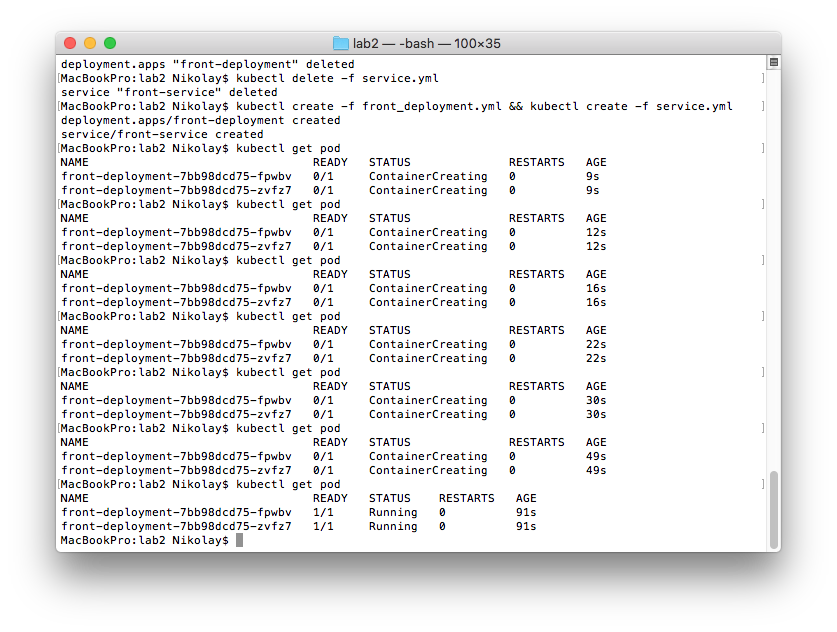 lab2 — -bash — 100×35
deployment.apps "front-deployment" deleted
[MacBookPro:lab2 Nikolay$ kubectl delete -f service.yml ]
service "front-service" deleted
[MacBookPro:lab2 Nikolay$ kubectl create -f front_deployment.yml && kubectl create -f service.yml ]
deployment.apps/front-deployment created
service/front-service created
[MacBookPro:lab2 Nikolay$ kubectl get pod ]
NAME READY STATUS RESTARTS AGE
front-deployment-7bb98dcd75-fpwbv 0/1 ContainerCreating 0 9s
front-deployment-7bb98dcd75-zvfz7 0/1 ContainerCreating 0 9s
[MacBookPro:lab2 Nikolay$ kubectl get pod ]
NAME READY STATUS RESTARTS AGE
front-deployment-7bb98dcd75-fpwbv 0/1 ContainerCreating 0 12s
front-deployment-7bb98dcd75-zvfz7 0/1 ContainerCreating 0 12s
[MacBookPro:lab2 Nikolay$ kubectl get pod ]
NAME READY STATUS RESTARTS AGE
front-deployment-7bb98dcd75-fpwbv 0/1 ContainerCreating 0 16s
front-deployment-7bb98dcd75-zvfz7 0/1 ContainerCreating 0 16s
[MacBookPro:lab2 Nikolay$ kubectl get pod ]
NAME READY STATUS RESTARTS AGE
front-deployment-7bb98dcd75-fpwbv 0/1 ContainerCreating 0 22s
front-deployment-7bb98dcd75-zvfz7 0/1 ContainerCreating 0 22s
[MacBookPro:lab2 Nikolay$ kubectl get pod ]
NAME READY STATUS RESTARTS AGE
front-deployment-7bb98dcd75-fpwbv 0/1 ContainerCreating 0 30s
front-deployment-7bb98dcd75-zvfz7 0/1 ContainerCreating 0 30s
[MacBookPro:lab2 Nikolay$ kubectl get pod ]
NAME READY STATUS RESTARTS AGE
front-deployment-7bb98dcd75-fpwbv 0/1 ContainerCreating 0 49s
front-deployment-7bb98dcd75-zvfz7 0/1 ContainerCreating 0 49s
[MacBookPro:lab2 Nikolay$ kubectl get pod ]
NAME READY STATUS RESTARTS AGE
front-deployment-7bb98dcd75-fpwbv 1/1 Running 0 91s
front-deployment-7bb98dcd75-zvfz7 1/1 Running 0 91s
MacBookPro:lab2 Nikolay$